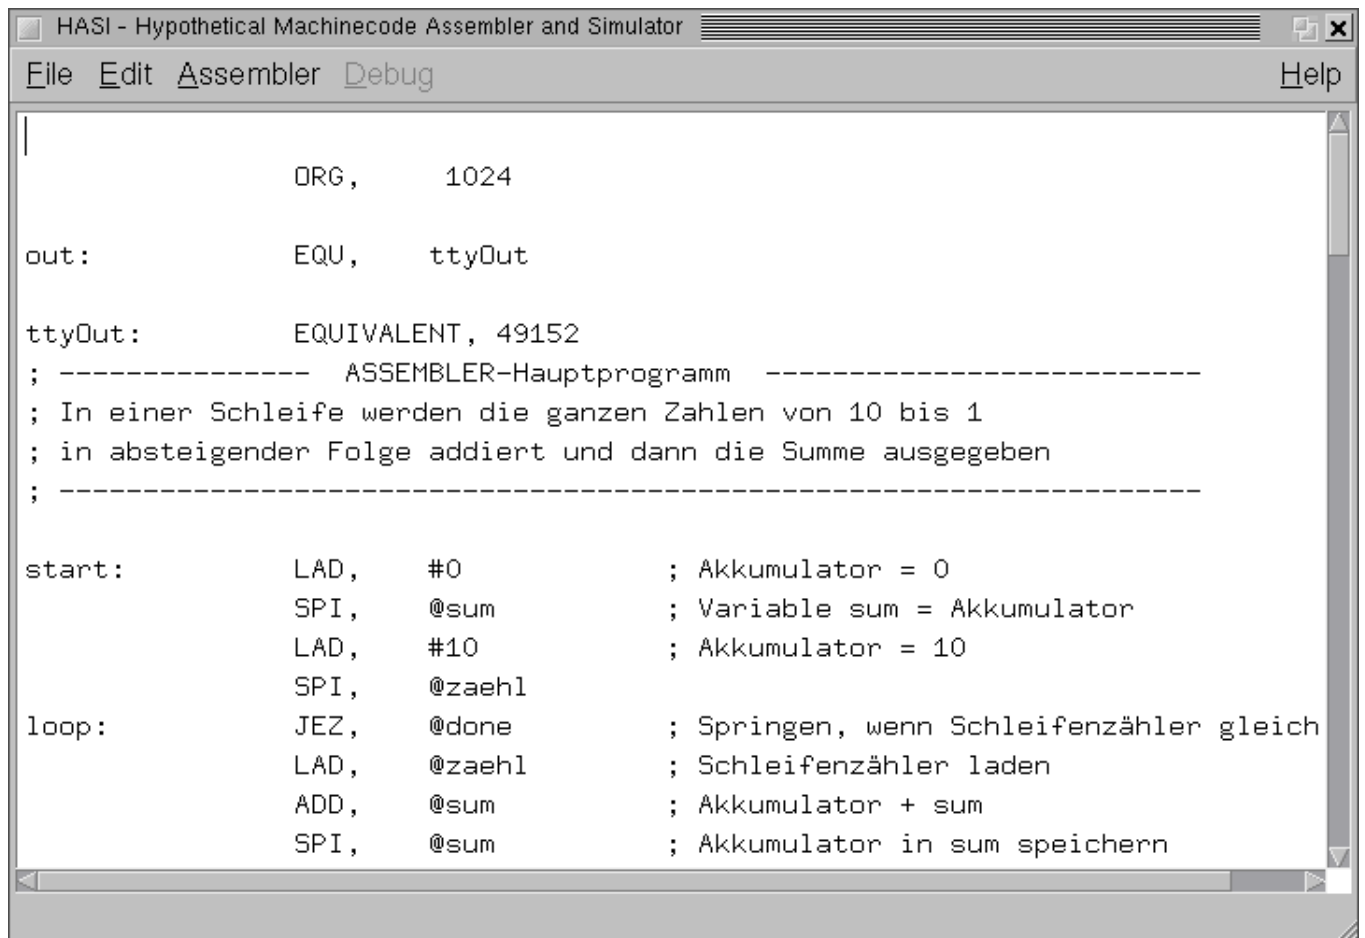 HASI - Hypothetical Machinecode Assembler and Simulator
File Edit Assembler Debug Help
ORG, 1024
out: EQU, ttyOut
ttyOut: EQUIVALENT, 49152
; --------------- ASSEMBLER-Hauptprogramm --------------------------
; In einer Schleife werden die ganzen Zahlen von 10 bis 1
; in absteigender Folge addiert und dann die Summe ausgegeben
; --------------------------------------------------------------------
start: LAD, #0 ; Akkumulator = 0
SPI, @sum ; Variable sum = Akkumulator
LAD, #10 ; Akkumulator = 10
SPI, @zaehl
loop: JEZ, @done ; Springen, wenn Schleifenzähler gleich
LAD, @zaehl ; Schleifenzähler laden
ADD, @sum ; Akkumulator + sum
SPI, @sum ; Akkumulator in sum speichern